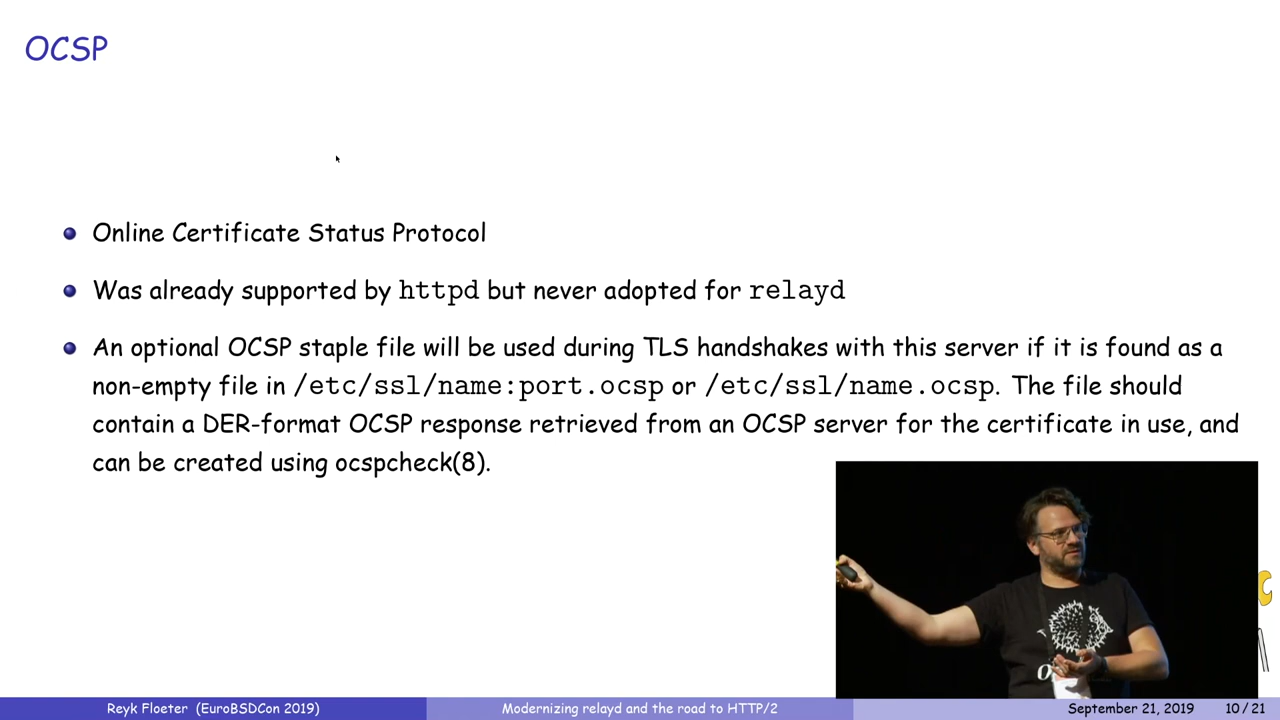 OCSP
Online Certificate Status Protocol
Was already supported by httpd but never adopted for relayd
An optional OCSP staple file will be used during TLS handshakes with this server if it is found as a
non-empty file in /etc/ssl/name:port.ocsp or /etc/ssl/name.ocsp. The file should
contain a DER-format OCSP response retrieved from an OCSP server for the certificate in use, and
can be created using ocspcheck(8).
Reyk Floeter (EuroBSDCon 2019)
Modernizing relayd and the road to HTTP/2
September 21, 2019
10 / 21